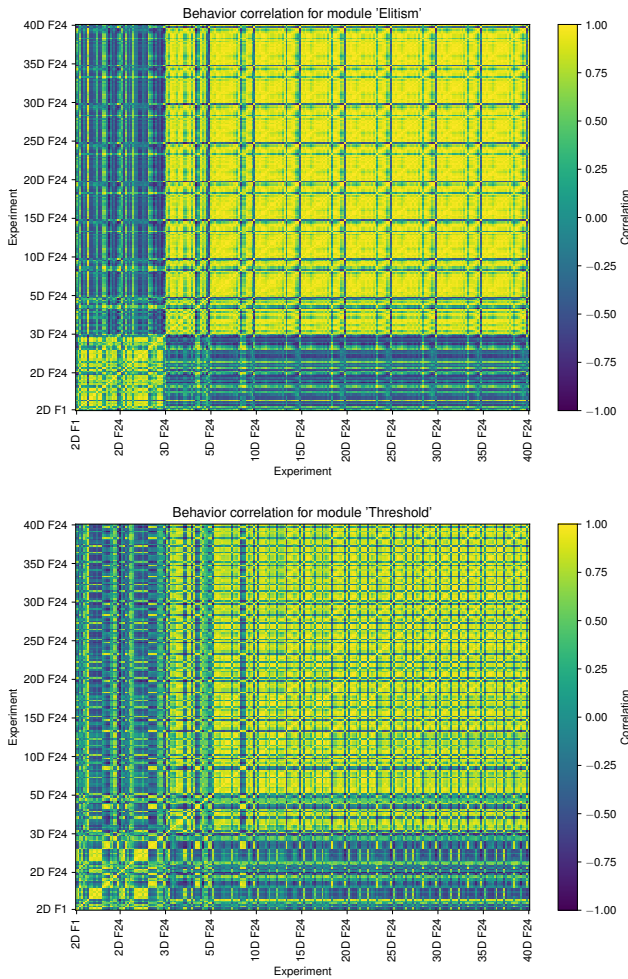 Behavior correlation for module 'Elitism'
40D F24
35D F24
30D F24
25D F24
20D F24
15D F24
10D F24
5D F24
3D F24
2D F24
2D F1
Experiment
2D F1
2D F24
3D F24
5D F24
10D F24
15D F24
20D F24
25D F24
30D F24
35D F24
40D F24
Experiment
1.00
0.75
0.50
0.25
0.00
−0.25
−0.50
−0.75
−1.00
Correlation
Behavior correlation for module 'Threshold'
40D F24
35D F24
30D F24
25D F24
20D F24
15D F24
10D F24
5D F24
3D F24
2D F24
2D F1
Experiment
2D F1
2D F24
3D F24
5D F24
10D F24
15D F24
20D F24
25D F24
30D F24
35D F24
40D F24
Experiment
1.00
0.75
0.50
0.25
0.00
−0.25
−0.50
−0.75
−1.00
Correlation